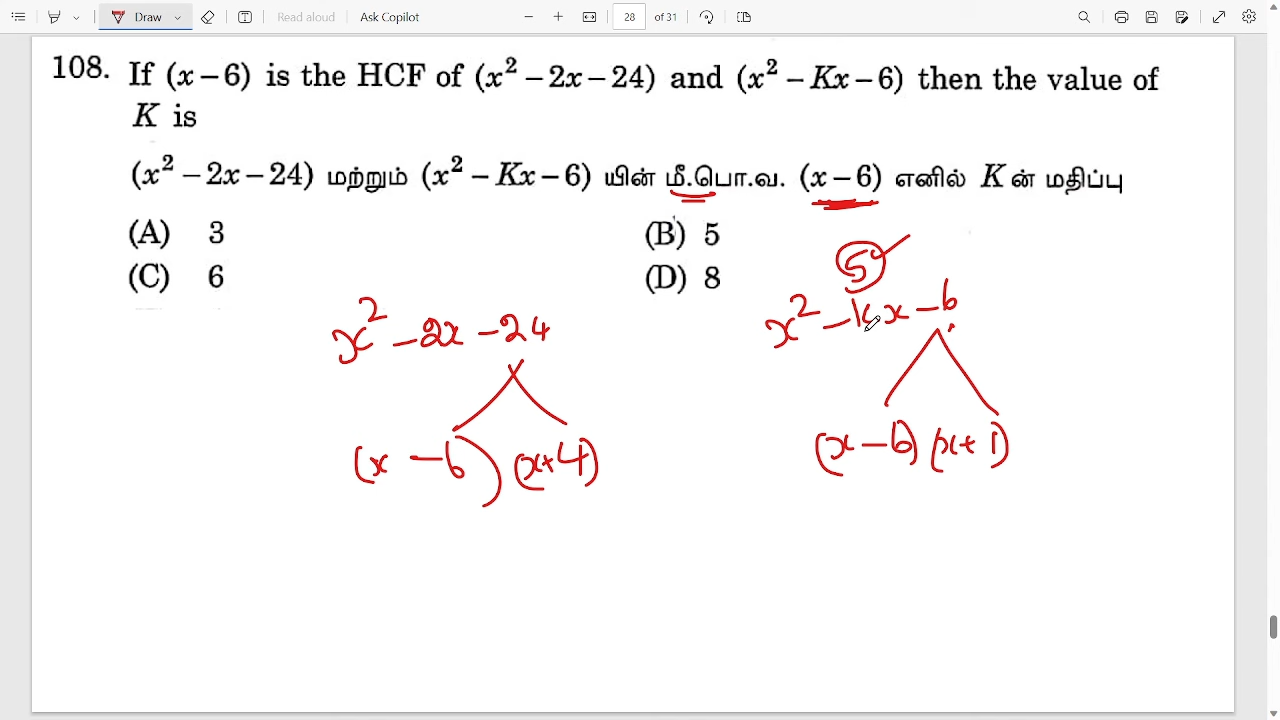 Draw
Read aloud
Ask Copilot
28 of 31
108. If (x – 6) is the HCF of (x² – 2x – 24) and (x² – Kx – 6) then the value of
K is
(x² – 2x – 24) மற்றும் (x² – Kx – 6) யின் மீ.பொ.வ. (x – 6) எனில் K ன் மதிப்பு
(A) 3
(B) 5
(C) 6
(D) 8
5
x² – 2x – 24
x² – kx – 6
(x – 6) (x + 4)
(x – 6) (x + 1)